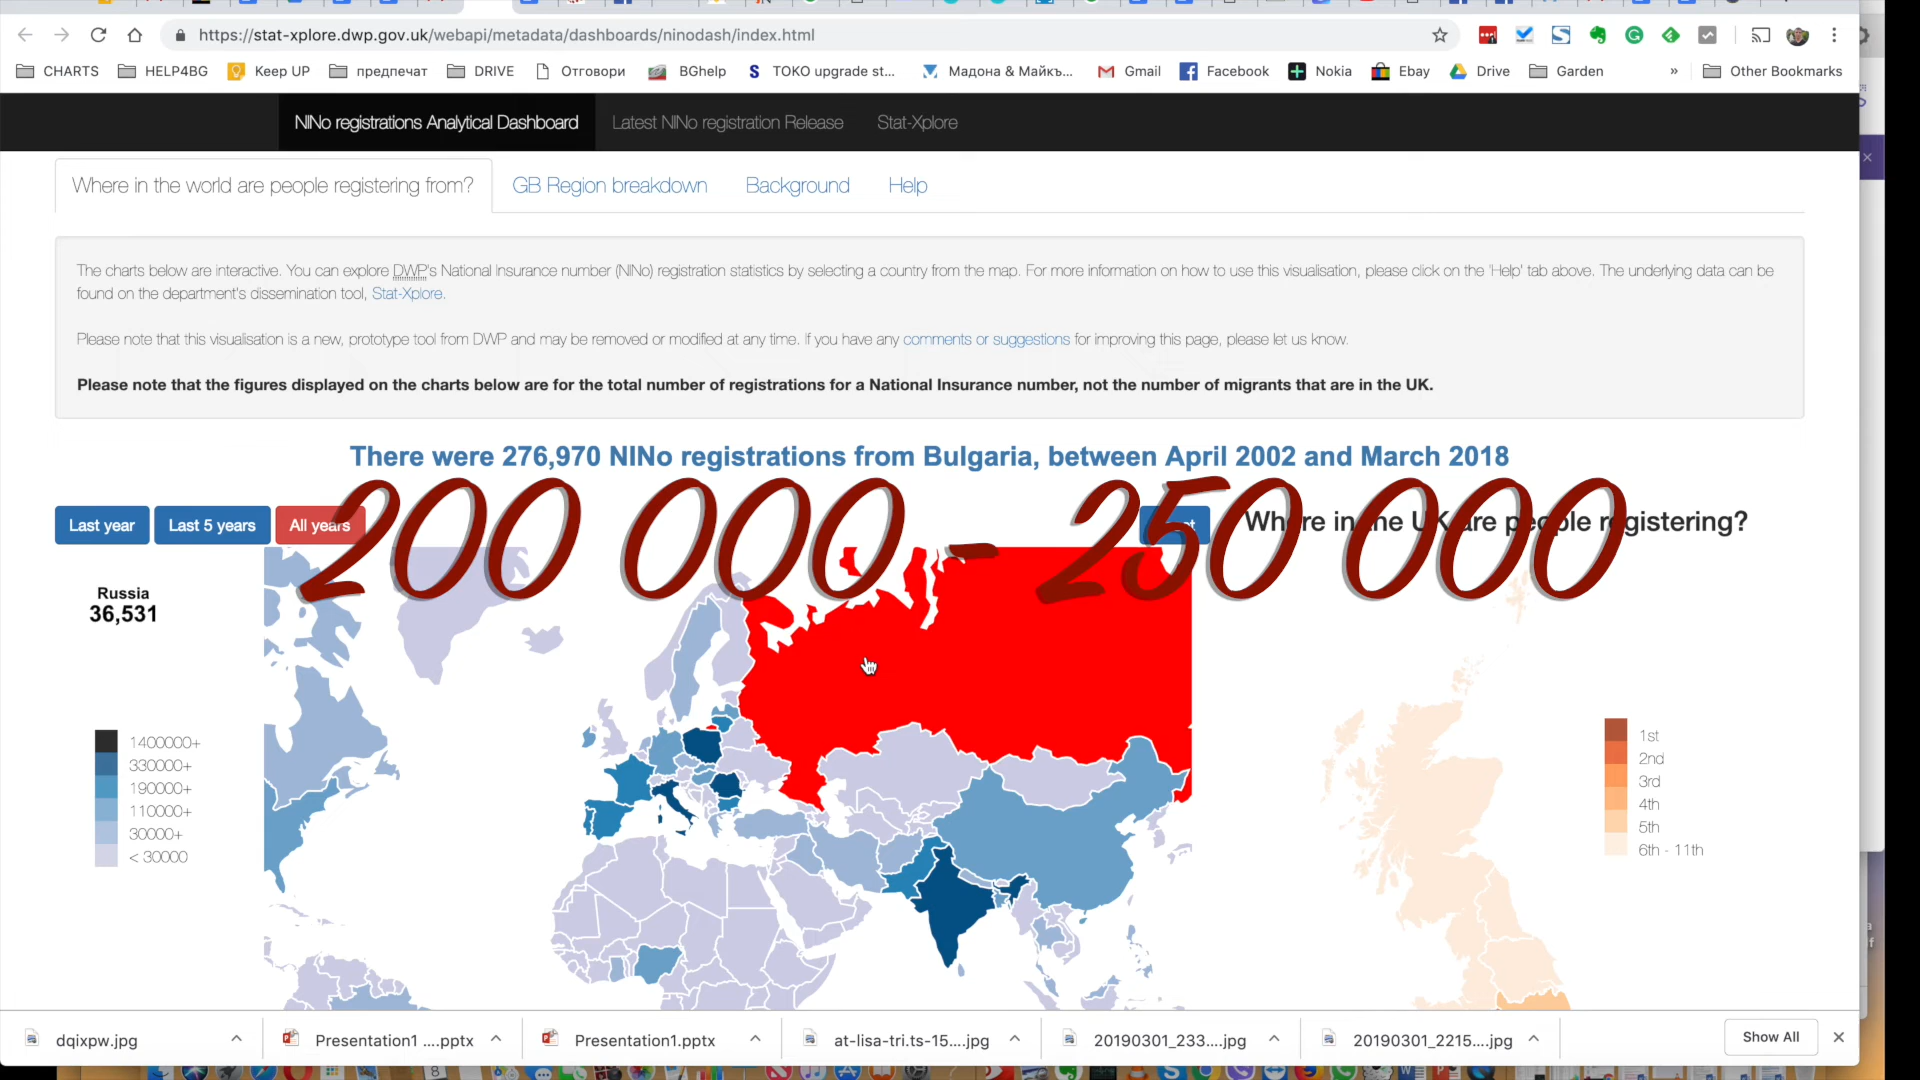 https://stat-xplore.dwp.gov.uk/webapi/metadata/dashboards/ninodash/index.html
CHARTS HELP4BG Keep UP предпечат DRIVE Отговори BGhelp TOKO upgrade st... Мадона & Майкъ... Gmail Facebook Nokia Ebay Drive Garden » Other Bookmarks
NINo registrations Analytical Dashboard Latest NINo registration Release Stat-Xplore
Where in the world are people registering from? GB Region breakdown Background Help
The charts below are interactive. You can explore DWP's National Insurance number (NINo) registration statistics by selecting a country from the map. For more information on how to use this visualisation, please click on the 'Help' tab above. The underlying data can be
found on the department's dissemination tool, Stat-Xplore.
Please note that this visualisation is a new, prototype tool from DWP and may be removed or modified at any time. If you have any comments or suggestions for improving this page, please let us know.
Please note that the figures displayed on the charts below are for the total number of registrations for a National Insurance number, not the number of migrants that are in the UK.
There were 276,970 NINo registrations from Bulgaria, between April 2002 and March 2018
200 000 - 250 000
Last year Last 5 years All years Where in the UK are people registering?
Russia
36,531
1400000+
330000+
190000+
110000+
30000+
< 30000
1st
2nd
3rd
4th
5th
6th - 11th
dqixpw.jpg Presentation1 ....pptx Presentation1.pptx at-lisa-tri.ts-15....jpg 20190301_233....jpg 20190301_2215....jpg Show All